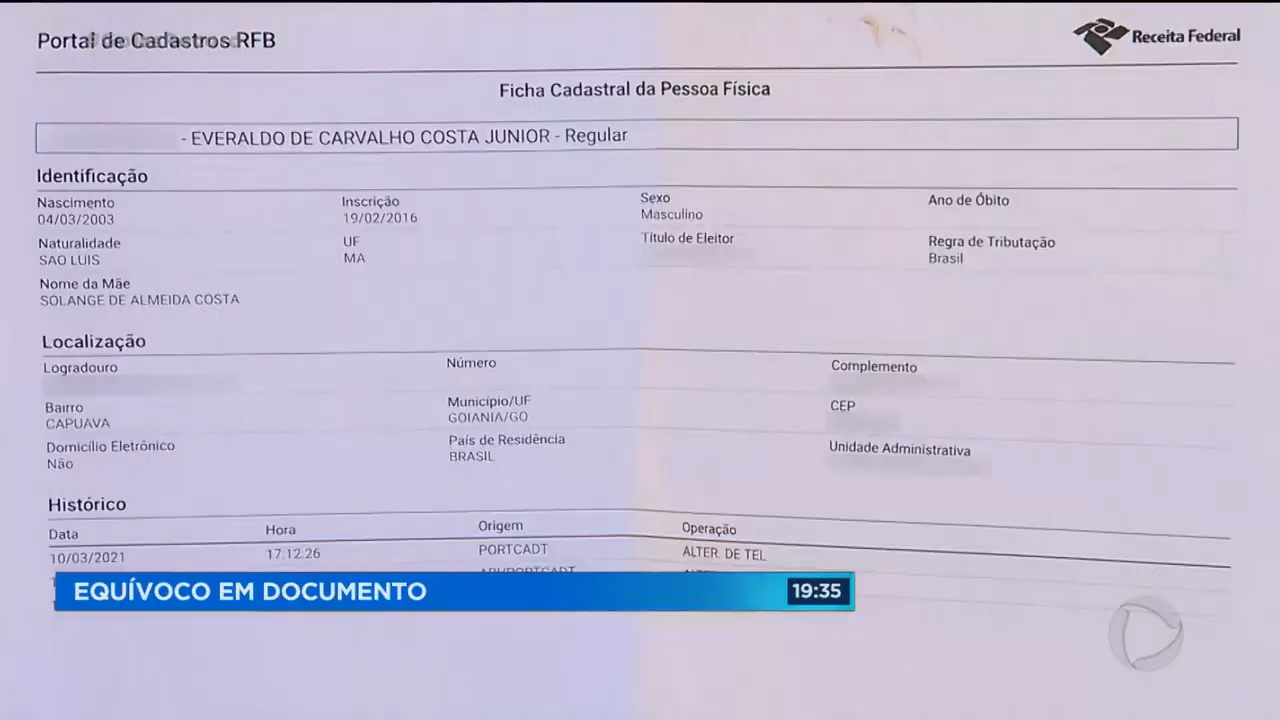 Portal de Cadastros RFB
Receita Federal
Ficha Cadastral da Pessoa Física
- EVERALDO DE CARVALHO COSTA JUNIOR - Regular
Identificação
Nascimento Inscrição Sexo Ano de Óbito
04/03/2003 19/02/2016 Masculino
Naturalidade UF Título de Eleitor Regra de Tributação
SAO LUIS MA Brasil
Nome da Mãe
SOLANGE DE ALMEIDA COSTA
Localização
Logradouro Número Complemento
Bairro Município/UF CEP
CAPUAVA GOIANIA/GO
Domicílio Eletrônico País de Residência Unidade Administrativa
Não BRASIL
Histórico
Data Hora Origem Operação
10/03/2021 17:12:26 PORTCADT ALTER. DE TEL
EQUÍVOCO EM DOCUMENTO 19:35